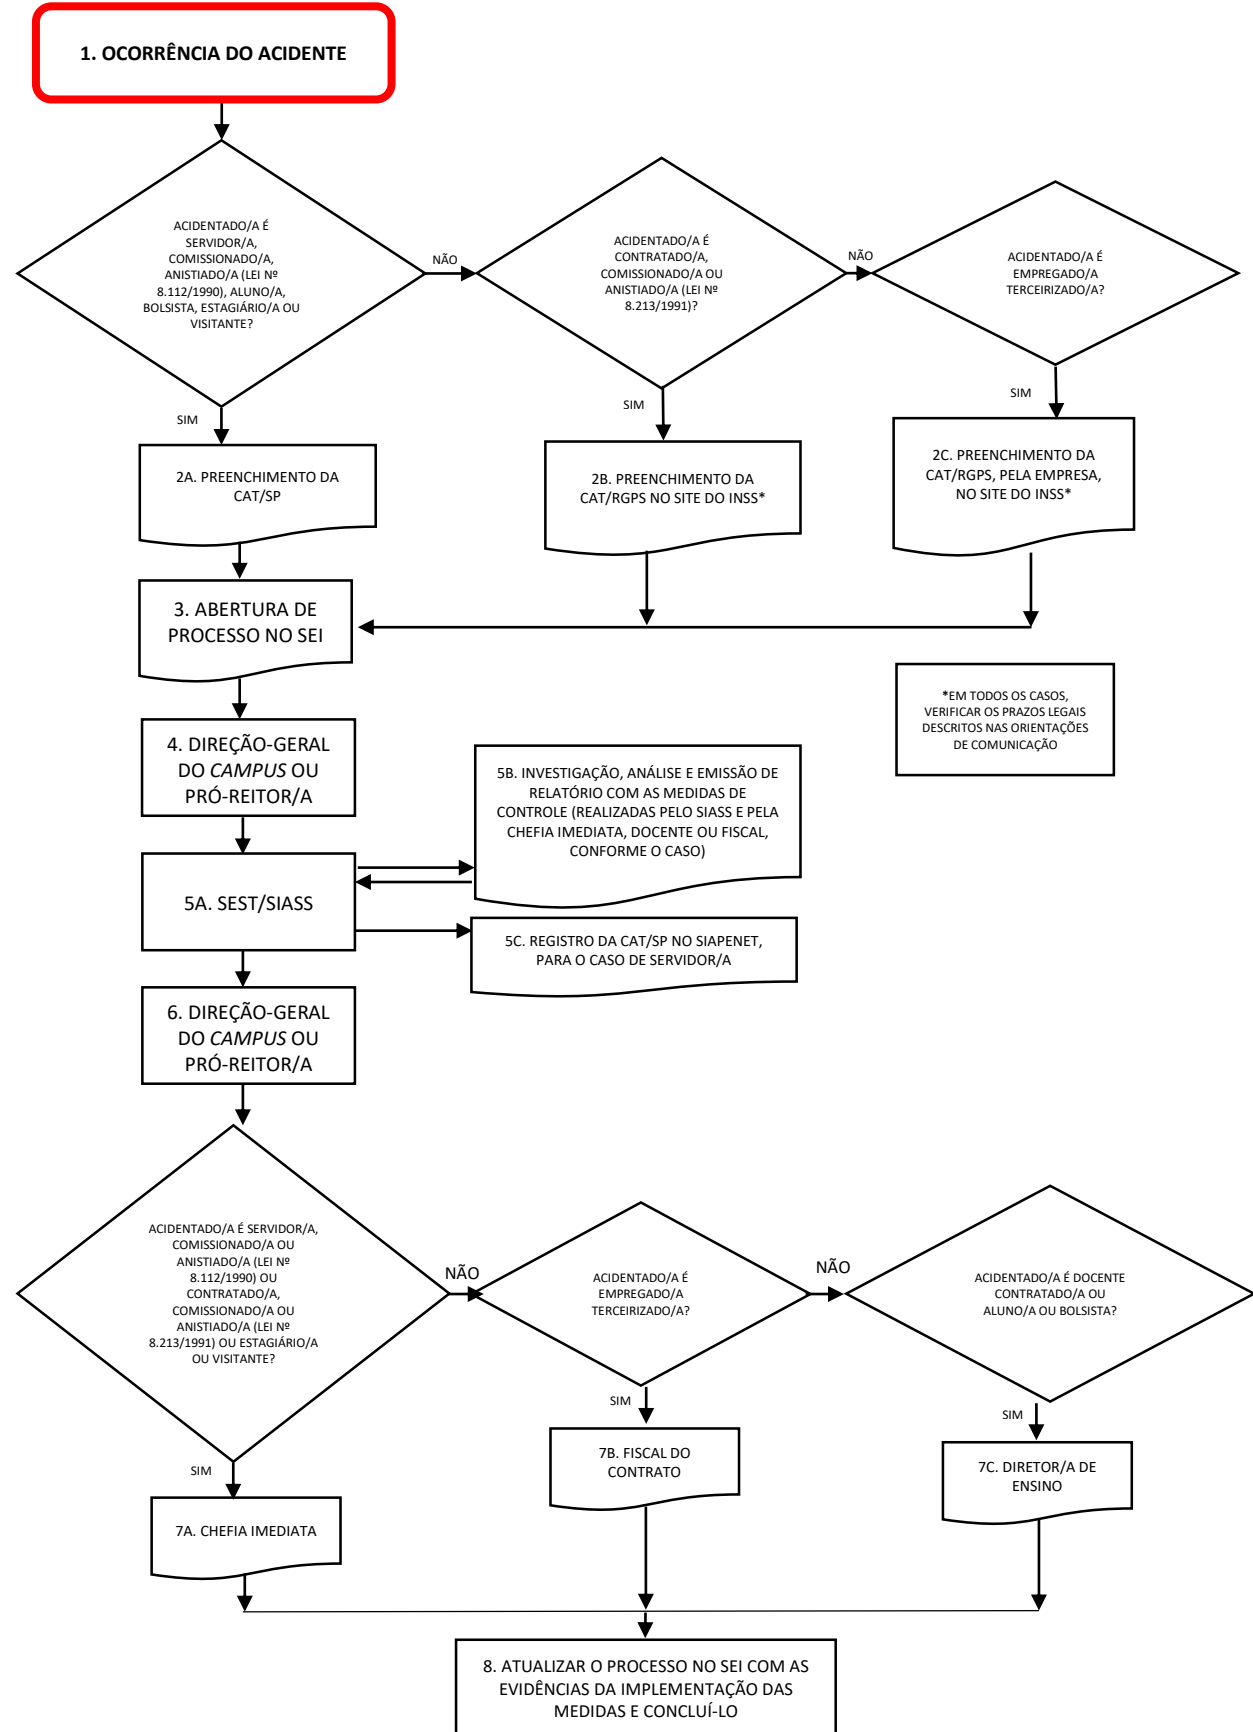 1. OCORRÊNCIA DO ACIDENTE
ACIDENTADO/A É
SERVIDOR/A,
COMISSIONADO/A,
ANISTIADO/A (LEI Nº
8.112/1990), ALUNO/A,
BOLSISTA, ESTAGIÁRIO/A OU
VISITANTE?
NÃO
ACIDENTADO/A É
CONTRATADO/A,
COMISSIONADO/A OU
ANISTIADO/A (LEI Nº
8.213/1991)?
NÃO
ACIDENTADO/A É
EMPREGADO/A
TERCEIRIZADO/A?
SIM
SIM
SIM
2A. PREENCHIMENTO DA
CAT/SP
2B. PREENCHIMENTO DA
CAT/RGPS NO SITE DO INSS*
2C. PREENCHIMENTO DA
CAT/RGPS, PELA EMPRESA,
NO SITE DO INSS*
3. ABERTURA DE
PROCESSO NO SEI
*EM TODOS OS CASOS,
VERIFICAR OS PRAZOS LEGAIS
DESCRITOS NAS ORIENTAÇÕES
DE COMUNICAÇÃO
4. DIREÇÃO-GERAL
DO CAMPUS OU
PRÓ-REITOR/A
5B. INVESTIGAÇÃO, ANÁLISE E EMISSÃO DE
RELATÓRIO COM AS MEDIDAS DE
CONTROLE (REALIZADAS PELO SIASS E PELA
CHEFIA IMEDIATA, DOCENTE OU FISCAL,
CONFORME O CASO)
5A. SEST/SIASS
5C. REGISTRO DA CAT/SP NO SIAPENET,
PARA O CASO DE SERVIDOR/A
6. DIREÇÃO-GERAL
DO CAMPUS OU
PRÓ-REITOR/A
ACIDENTADO/A É SERVIDOR/A,
COMISSIONADO/A OU
ANISTIADO/A (LEI Nº
8.112/1990) OU
CONTRATADO/A,
COMISSIONADO/A OU
ANISTIADO/A (LEI Nº
8.213/1991) OU ESTAGIÁRIO/A
OU VISITANTE?
NÃO
ACIDENTADO/A É
EMPREGADO/A
TERCEIRIZADO/A?
NÃO
ACIDENTADO/A É DOCENTE
CONTRATADO/A OU
ALUNO/A OU BOLSISTA?
SIM
SIM
SIM
7A. CHEFIA IMEDIATA
7B. FISCAL DO
CONTRATO
7C. DIRETOR/A DE
ENSINO
8. ATUALIZAR O PROCESSO NO SEI COM AS
EVIDÊNCIAS DA IMPLEMENTAÇÃO DAS
MEDIDAS E CONCLUÍ-LO